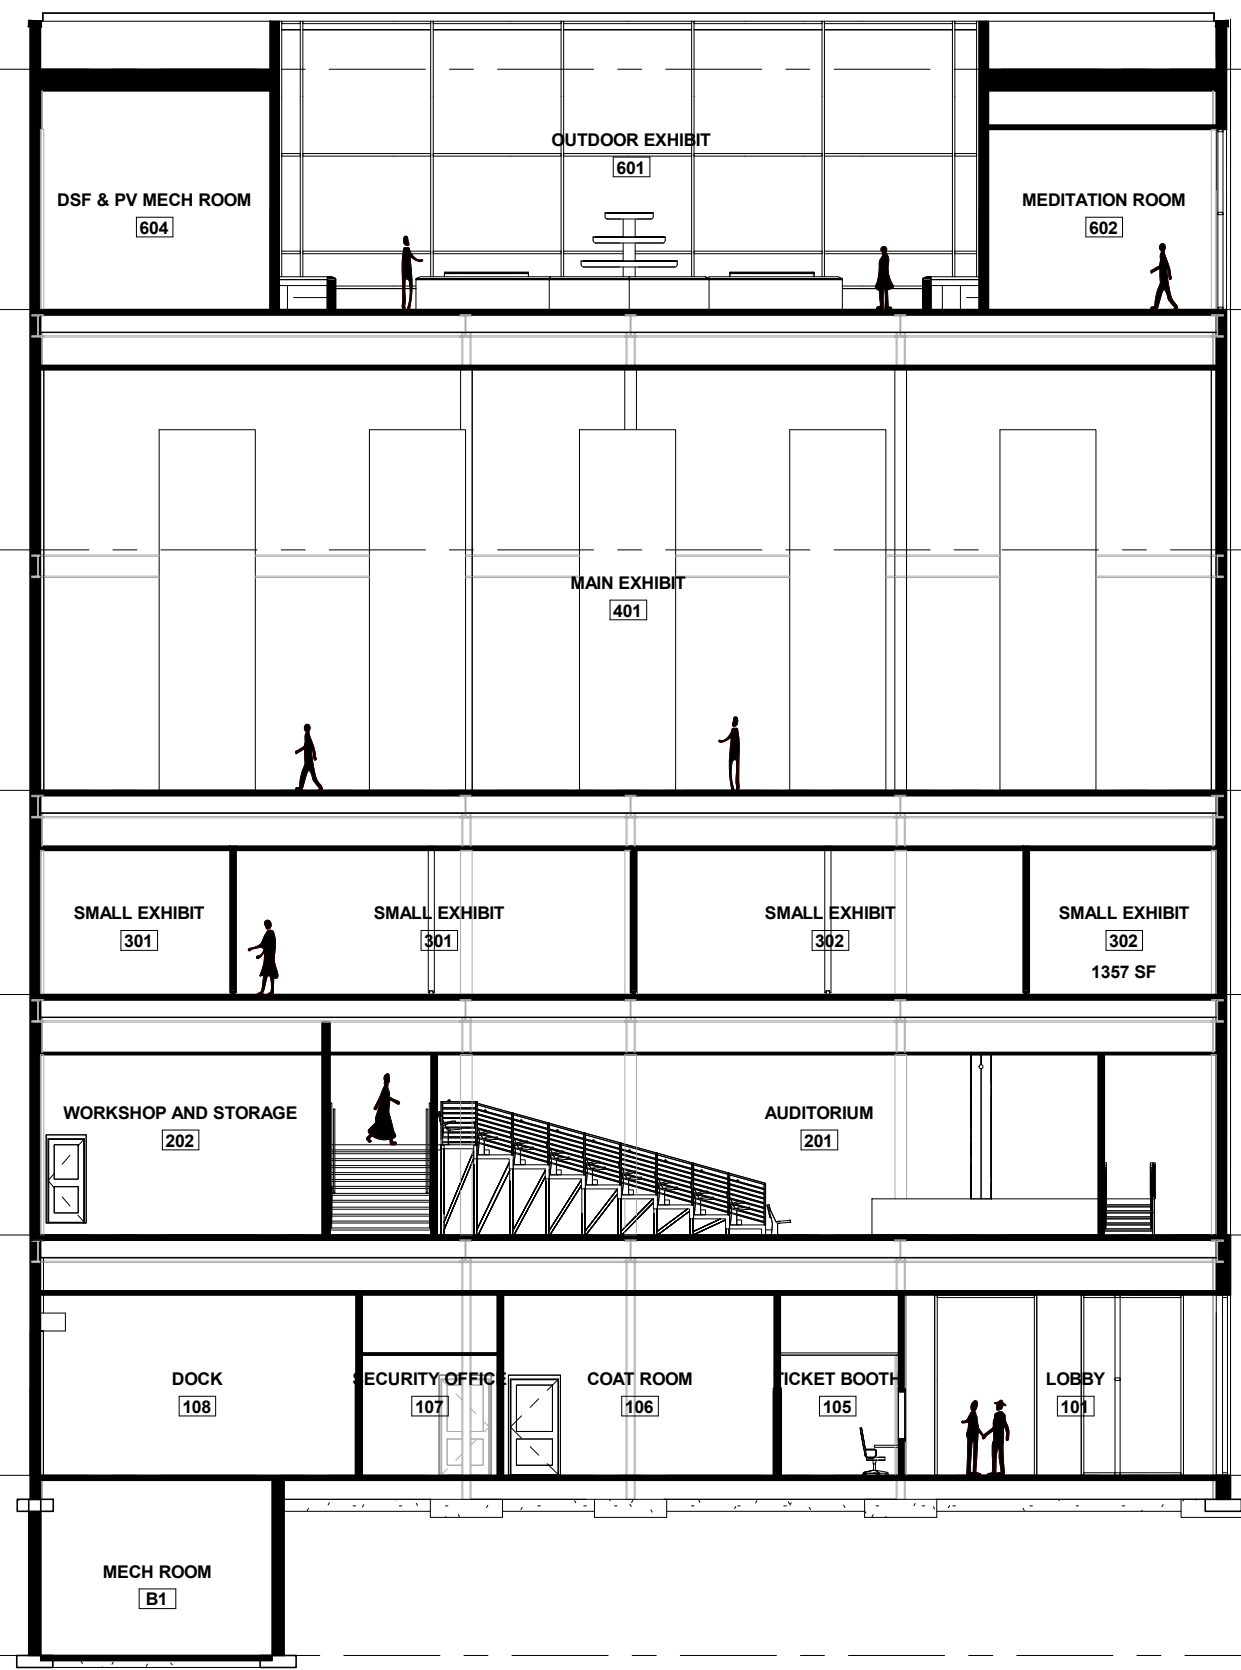 OUTDOOR EXHIBIT
601
DSF & PV MECH ROOM
604
MEDITATION ROOM
602
MAIN EXHIBIT
401
SMALL EXHIBIT
301
SMALL EXHIBIT
301
SMALL EXHIBIT
302
SMALL EXHIBIT
302
1357 SF
WORKSHOP AND STORAGE
202
AUDITORIUM
201
DOCK
108
SECURITY OFFICE
107
COAT ROOM
106
TICKET BOOTH
105
LOBBY
101
MECH ROOM
B1